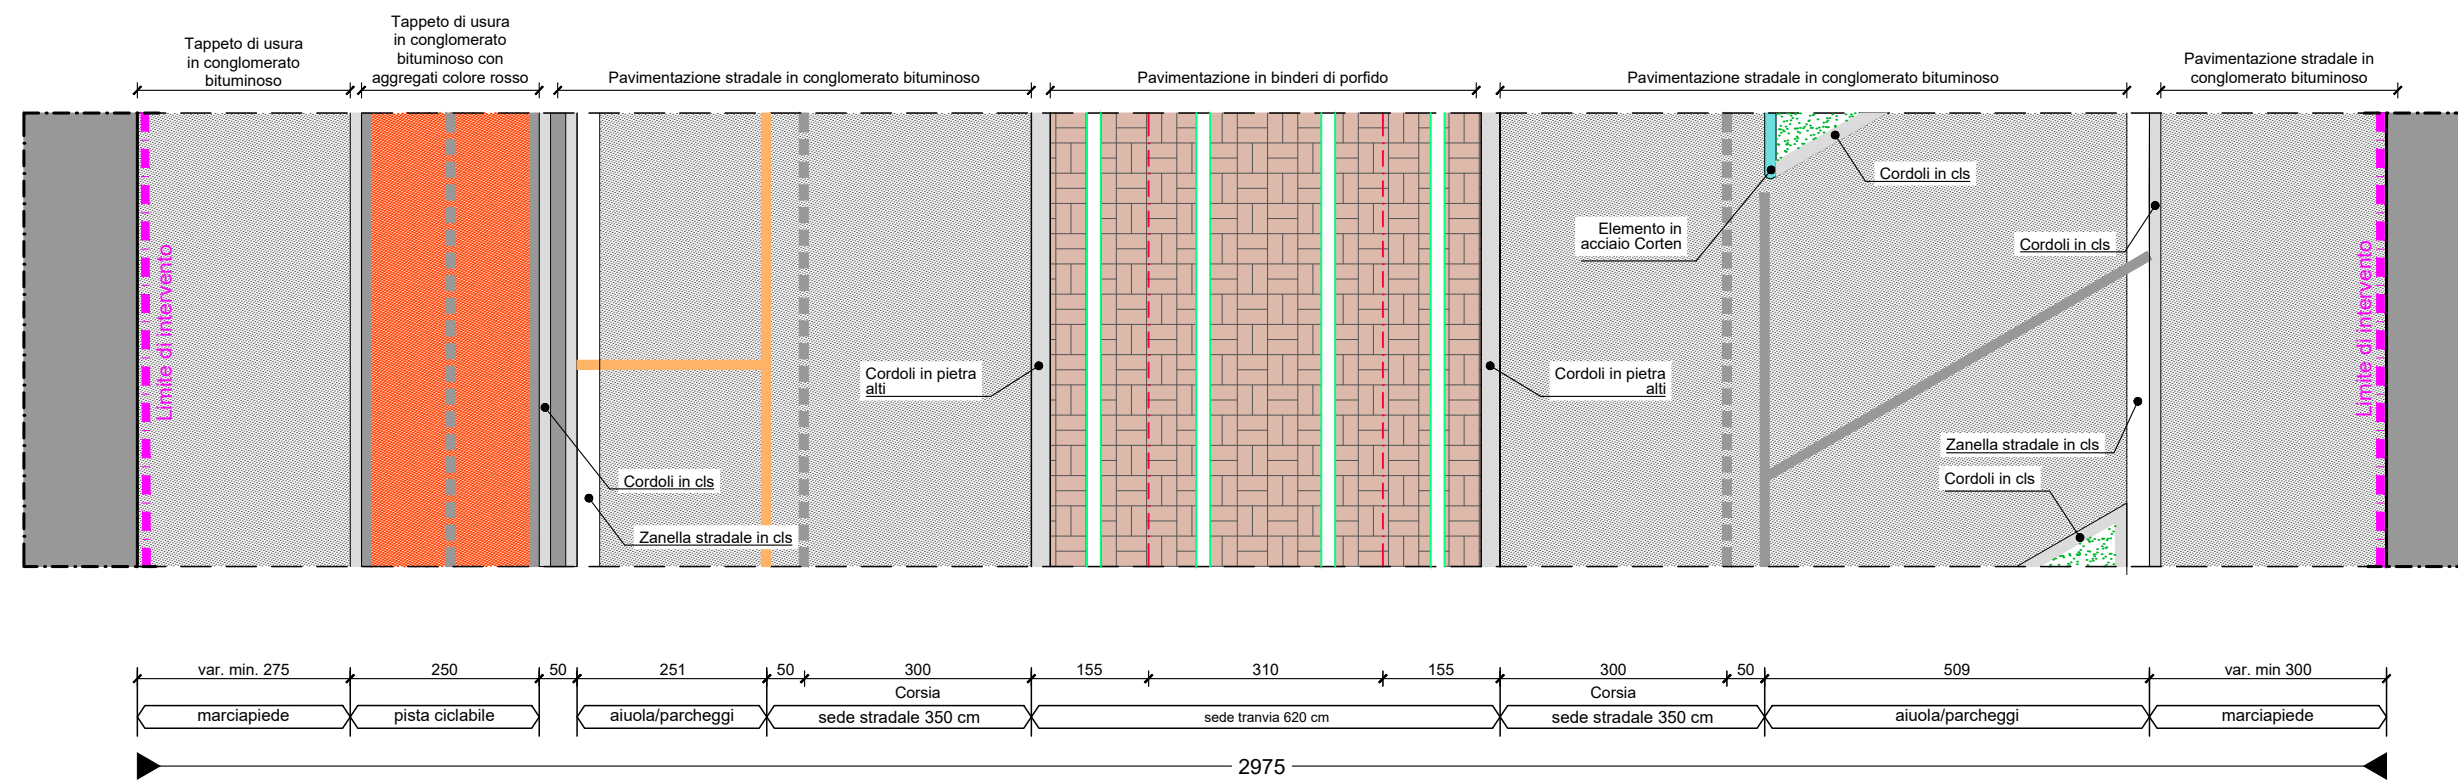 Tappeto di usura
in conglomerato
bituminoso
Tappeto di usura
in conglomerato
bituminoso con
aggregati colore rosso
Pavimentazione stradale in conglomerato bituminoso
Pavimentazione in binderi di porfido
Pavimentazione stradale in conglomerato bituminoso
Pavimentazione stradale in
conglomerato bituminoso
Limite di intervento
Cordoli in cls
Zanella stradale in cls
Cordoli in pietra
alti
Cordoli in pietra
alti
Elemento in
acciaio Corten
Cordoli in cls
Cordoli in cls
Zanella stradale in cls
Cordoli in cls
Limite di intervento
var. min. 275
250
50
251
50
300
155
310
155
300
50
509
var. min 300
Corsia
Corsia
marciapiede
pista ciclabile
aiuola/parcheggi
sede stradale 350 cm
sede tranvia 620 cm
sede stradale 350 cm
aiuola/parcheggi
marciapiede
2975